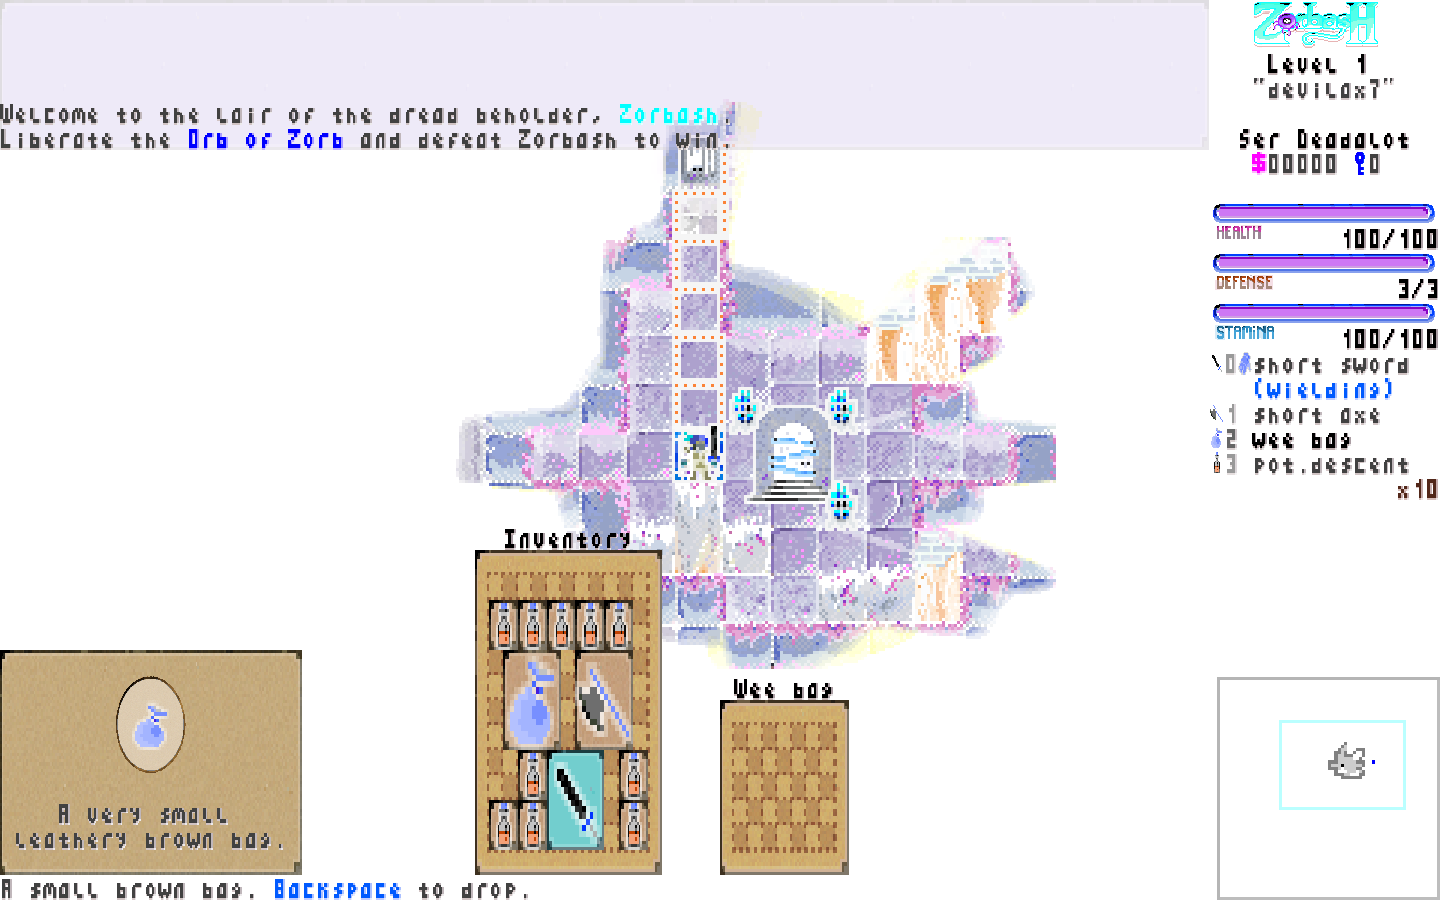 Welcome to the lair of the dread beholder, Zorbash.
Liberate the Orb of Zorb and defeat Zorbash to win.
ZorbasH
Level 1
"devilax7"
Ser Deadalot
$00000 0
HEALTH 100/100
DEFENSE 3/3
STAMINA 100/100
0 short sword
(wielding)
1 short axe
2 wee bag
3 pot.descent
x10
Inventory
Wee bag
A very small
leathery brown bag.
A small brown bag. Backspace to drop.